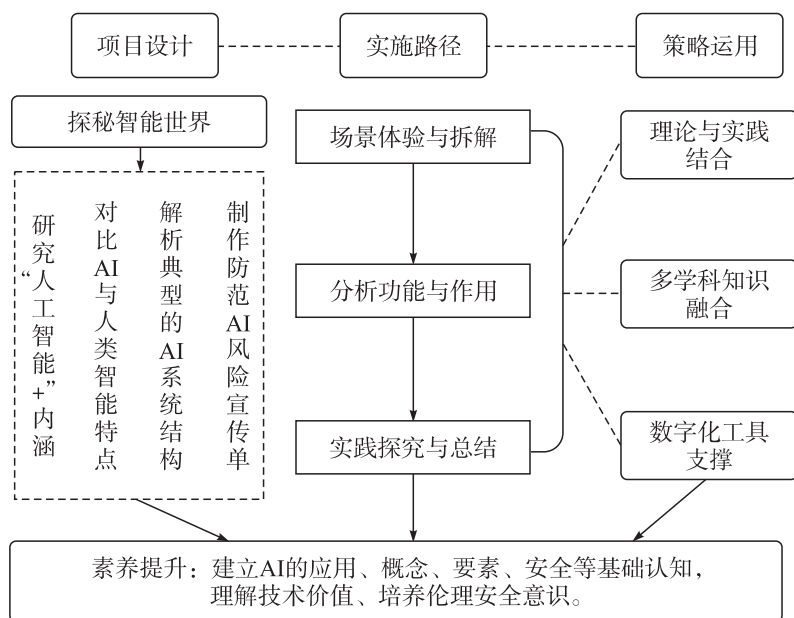 项目设计
实施路径
策略运用
探秘智能世界
研究“人工智能+”内涵
对比AI与人类智能特点
解析典型的AI系统结构
制作防范AI风险宣传单
场景体验与拆解
分析功能与作用
实践探究与总结
理论与实践
结合
多学科知识
融合
数字化工具
支撑
素养提升：建立AI的应用、概念、要素、安全等基础认知，
理解技术价值、培养伦理安全意识。